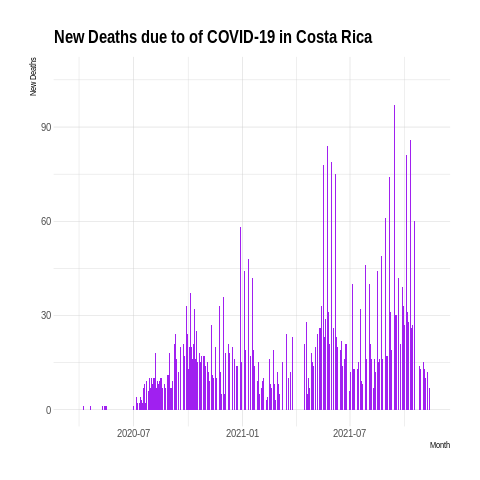 New Deaths due to of COVID-19 in Costa Rica
New Deaths
90
60
30
0
2020-07 2021-01 2021-07
Month